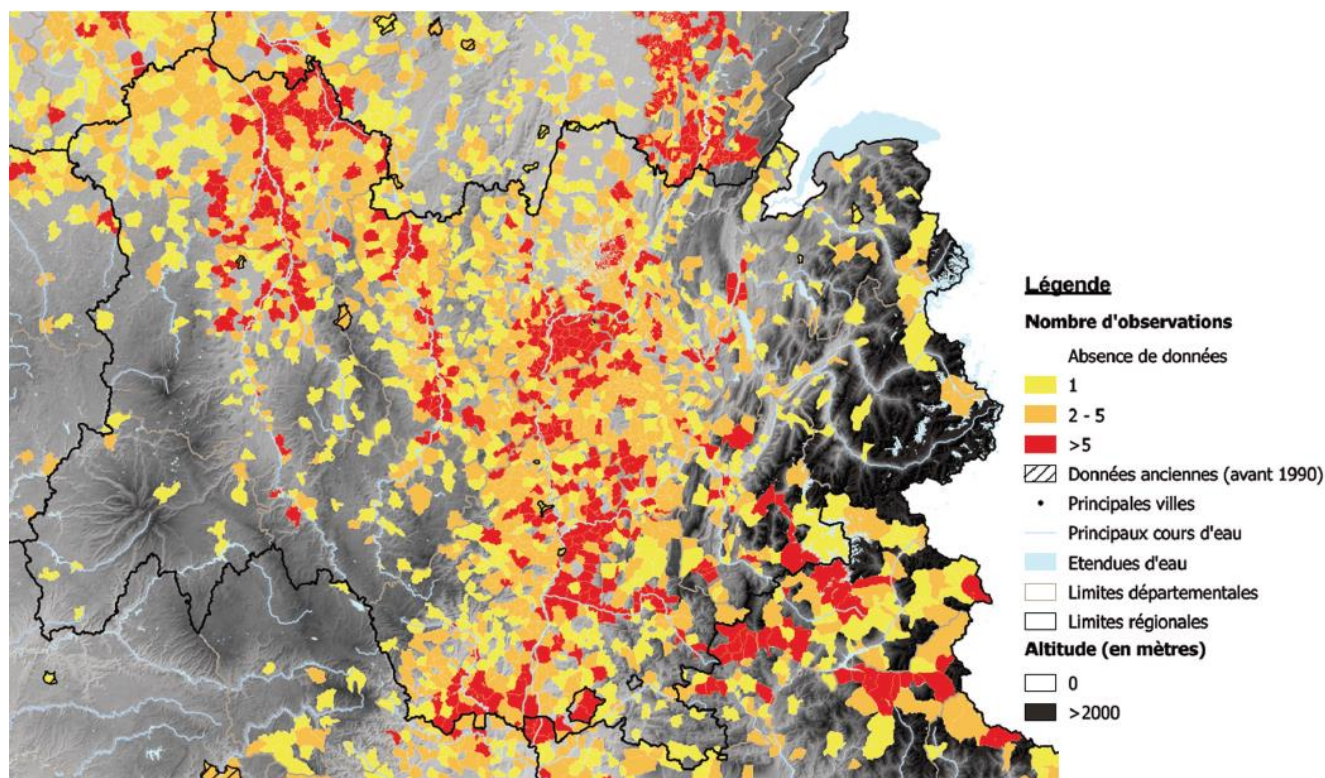 Légende
Nombre d'observations
Absence de données
1
2 - 5
>5
Données anciennes (avant 1990)
Principales villes
Principaux cours d'eau
Etendues d'eau
Limites départementales
Limites régionales
Altitude (en mètres)
0
>2000